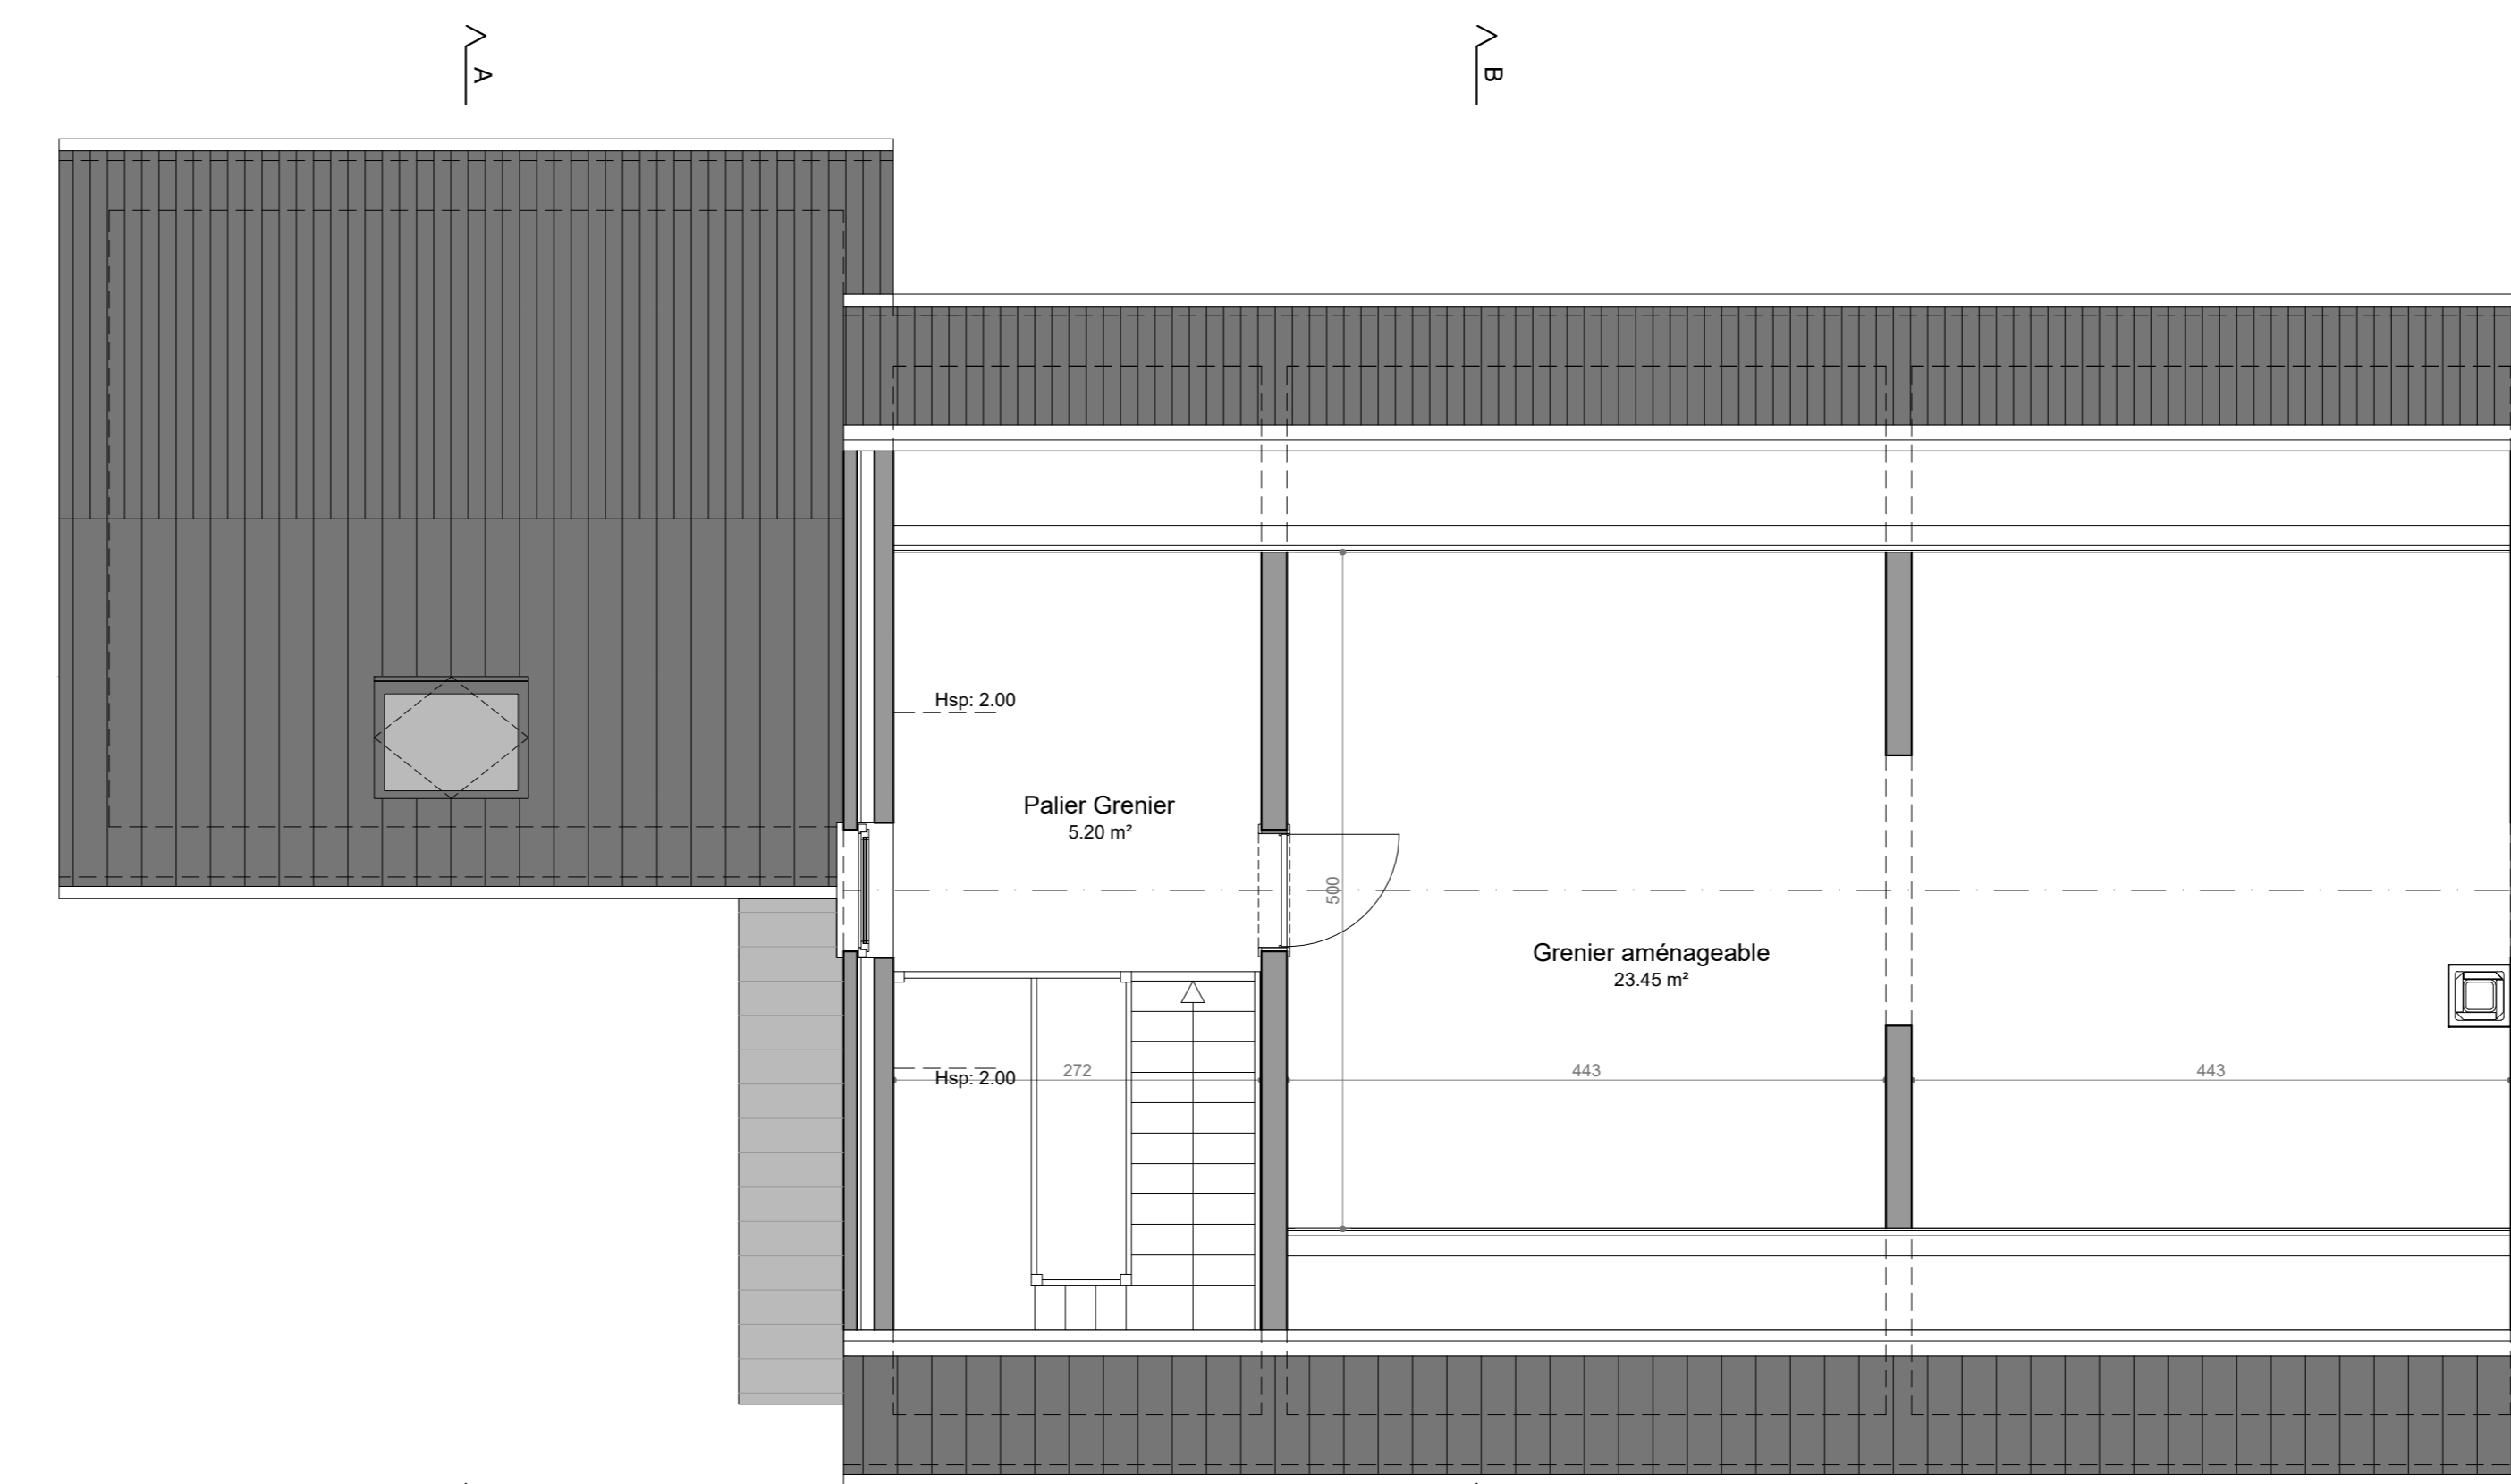 A
B
Hsp: 2.00
Palier Grenier
5.20 m²
500
Grenier aménageable
23.45 m²
Hsp: 2.00
272
443
443